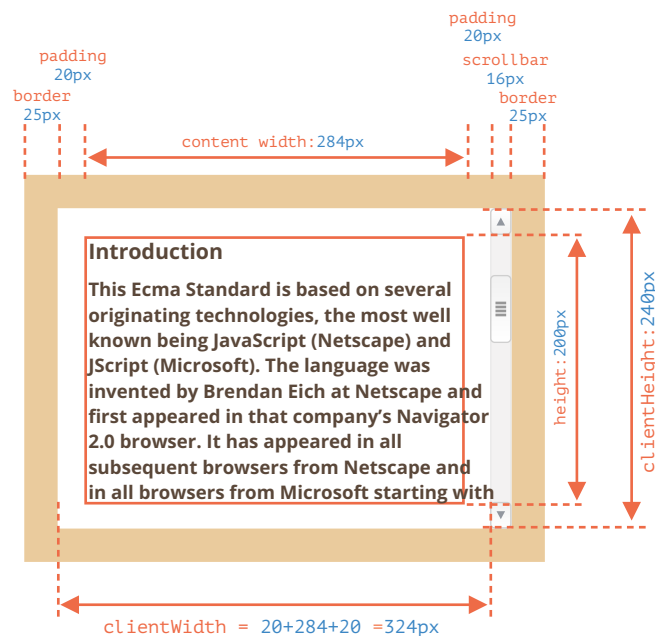 padding
20px
padding
20px
scrollbar
16px
border
25px
border
25px
content width:284px
Introduction
This Ecma Standard is based on several
originating technologies, the most well
known being JavaScript (Netscape) and
JScript (Microsoft). The language was
invented by Brendan Eich at Netscape and
first appeared in that company’s Navigator
2.0 browser. It has appeared in all
subsequent browsers from Netscape and
in all browsers from Microsoft starting with
height:200px
clientHeight:240px
clientWidth = 20+284+20 =324px